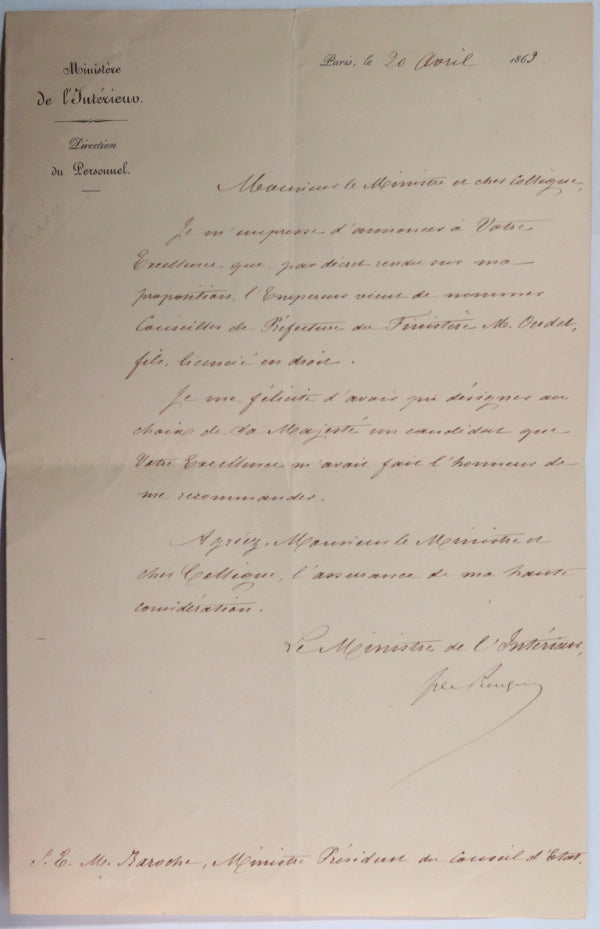 Ministère
de l'Intérieur.
Direction
du Personnel.
Paris, le 20 Avril 1863.
Monsieur le Ministre et cher Collègue,
Je m'empresse d'annoncer à Votre
Excellence que, par décret rendu sur ma
proposition, l'Empereur vient de nommer
Conseiller de Préfecture du Finistère M. Oudet,
fils, licencié en droit.
Je me félicite d'avoir pu désigner au
choix de Sa Majesté un candidat que
Votre Excellence m'avait fait l'honneur de
me recommander.
Agréez, Monsieur le Ministre et
cher Collègue, l'assurance de ma haute
considération.
Le Ministre de l'Intérieur,
S. E. M. Baroche, Ministre Président du Conseil d'Etat.